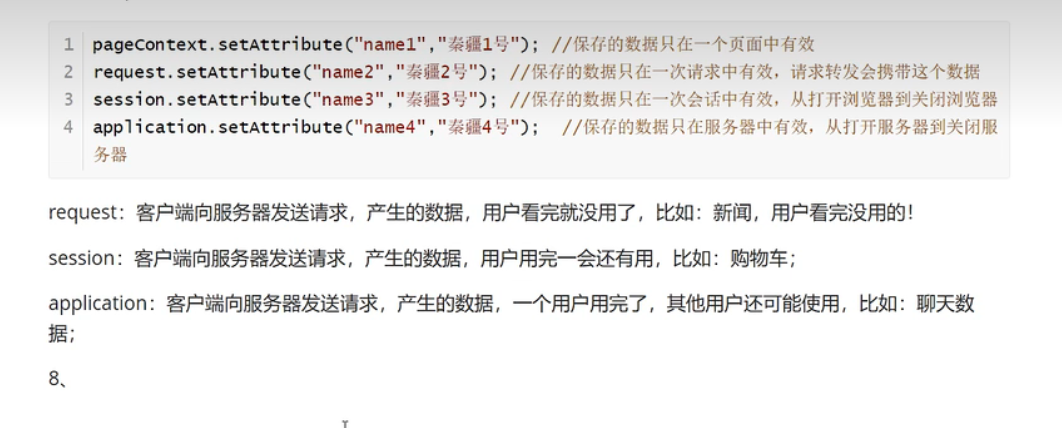 1 pageContext.setAttribute("name1","秦疆1号"); //保存的数据只在一个页面中有效
2 request.setAttribute("name2","秦疆2号"); //保存的数据只在一次请求中有效，请求转发会携带这个数据
3 session.setAttribute("name3","秦疆3号"); //保存的数据只在一次会话中有效，从打开浏览器到关闭浏览器
4 application.setAttribute("name4","秦疆4号");  //保存的数据只在服务器中有效，从打开服务器到关闭服
务器
request：客户端向服务器发送请求，产生的数据，用户看完就没用了，比如：新闻，用户看完没用的！
session：客户端向服务器发送请求，产生的数据，用户用完一会还有用，比如：购物车；
application：客户端向服务器发送请求，产生的数据，一个用户用完了，其他用户还可能使用，比如：聊天数
据；
8、